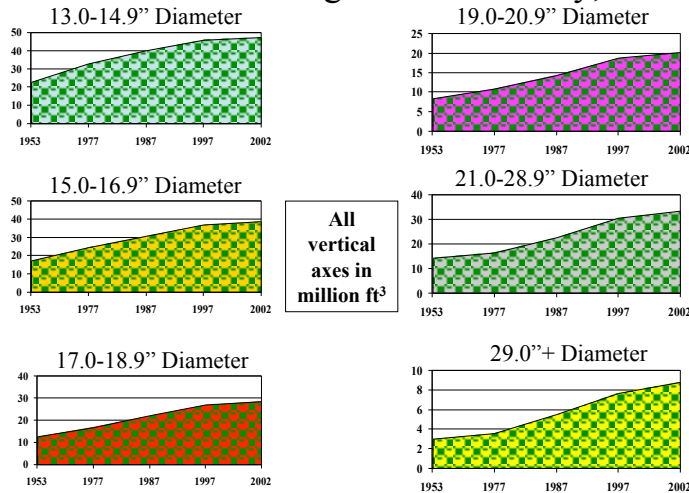 13.0-14.9” Diameter
50
40
30
20
10
0
1953 1977 1987 1997 2002
19.0-20.9” Diameter
25
20
15
10
5
0
1953 1977 1987 1997 2002
15.0-16.9” Diameter
50
40
30
20
10
0
1953 1977 1987 1997 2002
All
vertical
axes in
million ft³
21.0-28.9” Diameter
40
30
20
10
0
1953 1977 1987 1997 2002
17.0-18.9” Diameter
40
30
20
10
0
1953 1977 1987 1997 2002
29.0”+ Diameter
10
8
6
4
2
0
1953 1977 1987 1997 2002